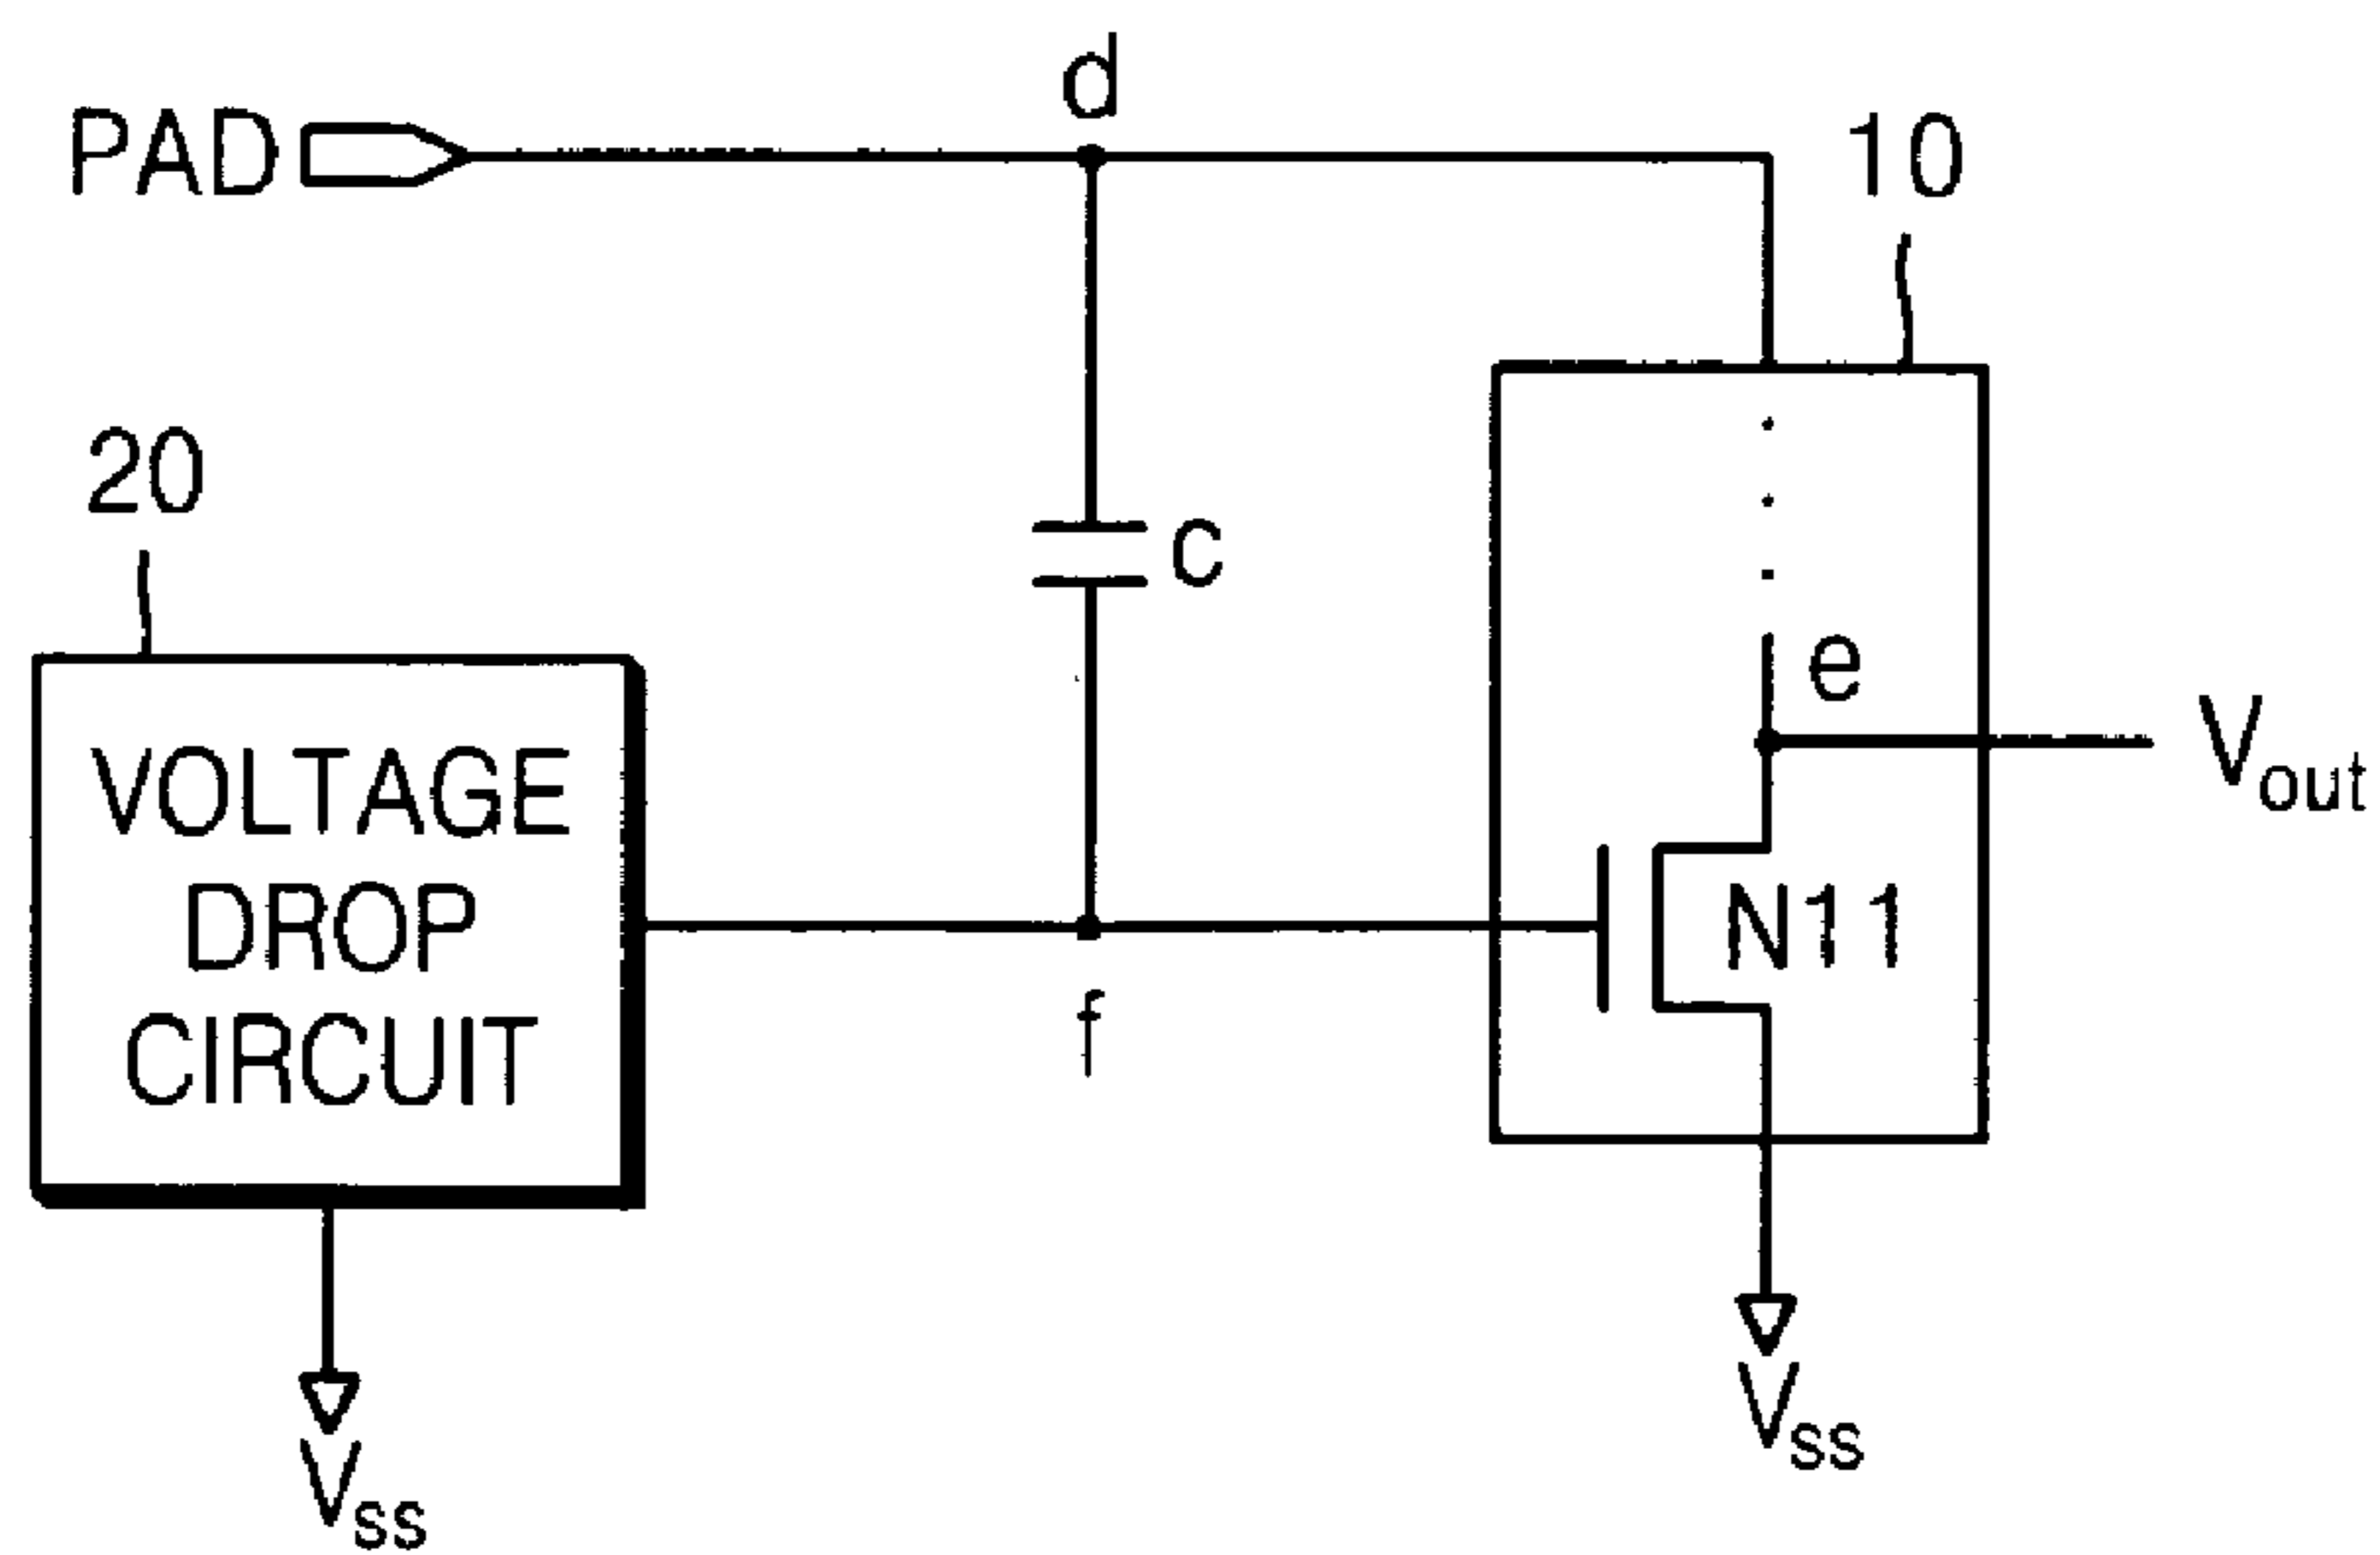 d
PAD
10
20
C
e
Vout
VOLTAGE
DROP
CIRCUIT
N11
f
Vss
Vss